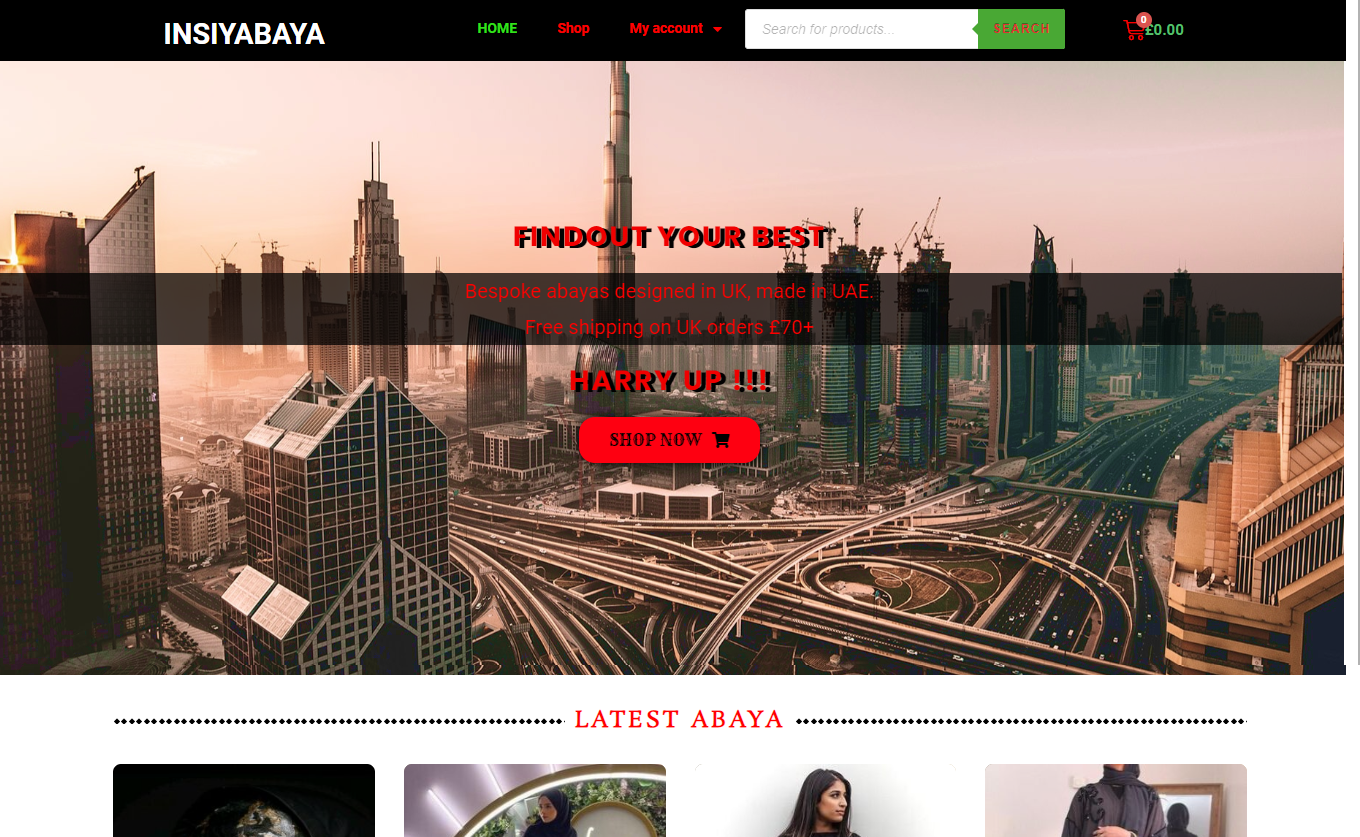 INSIYABAYA
HOME
Shop
My account
Search for products...
SEARCH
0
£0.00
FINDOUT YOUR BEST
Bespoke abayas designed in UK, made in UAE.
Free shipping on UK orders £70+
HARRY UP !!!
SHOP NOW
LATEST ABAYA